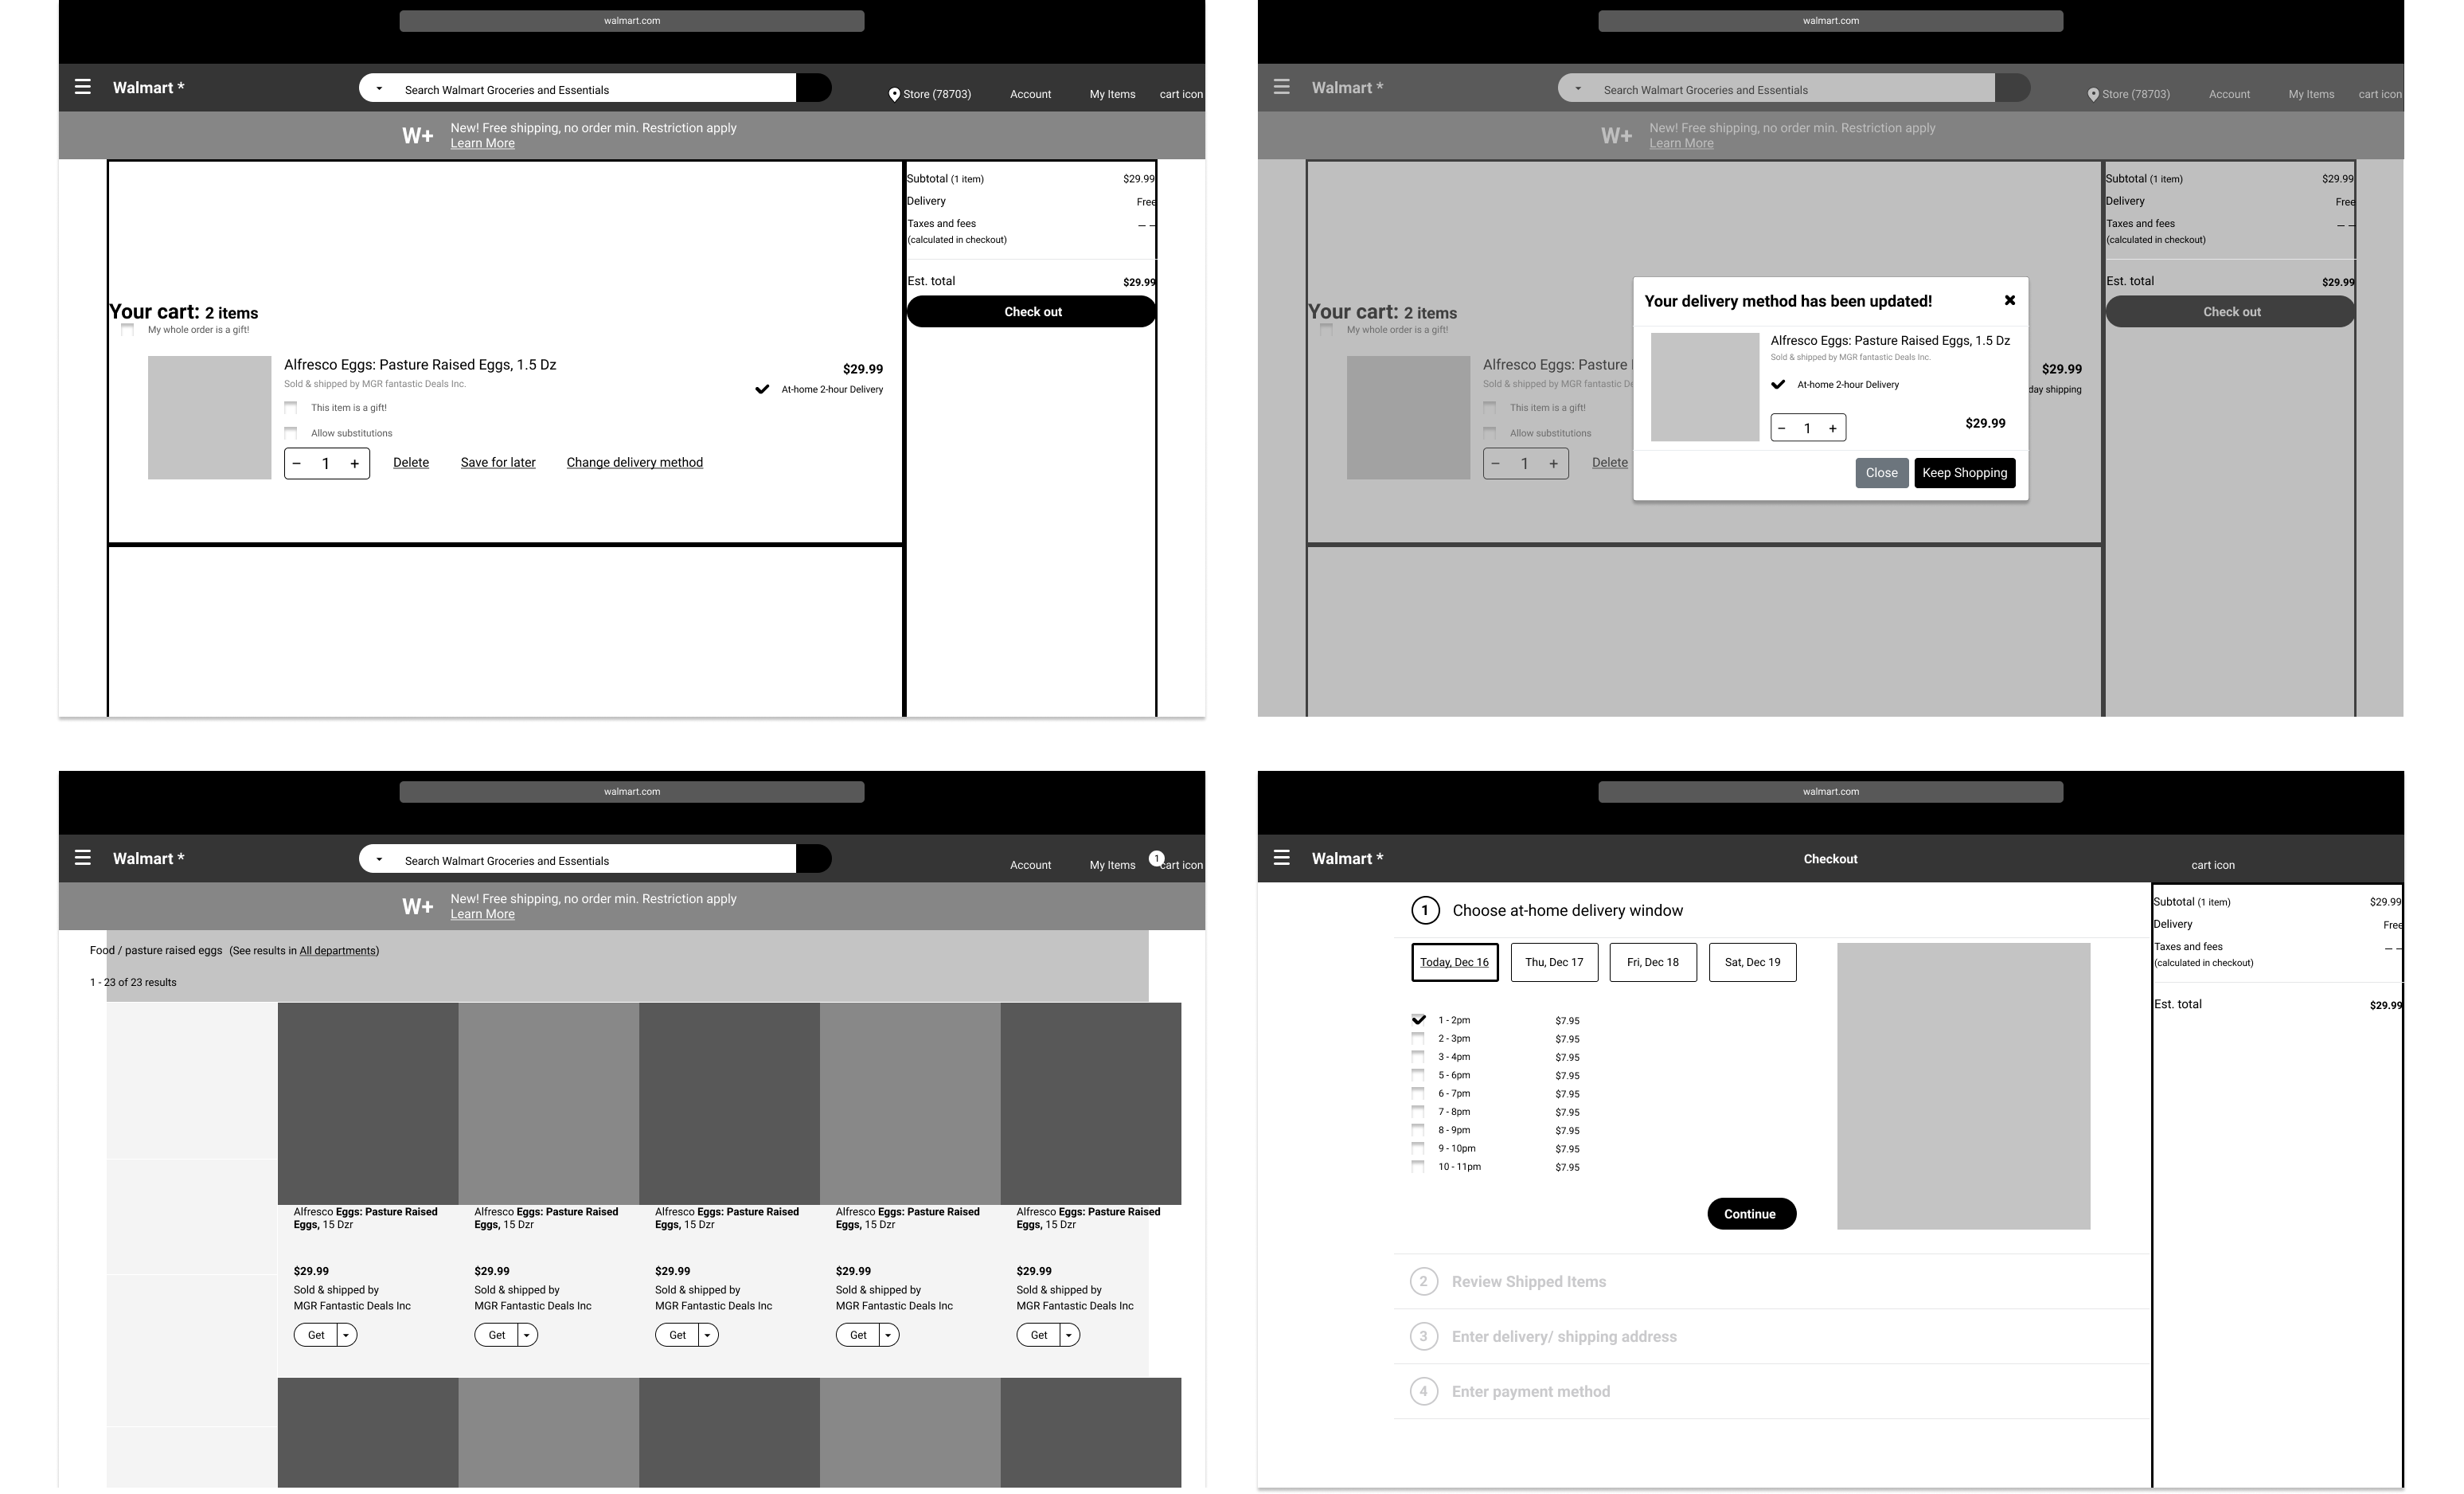 walmart.com
Walmart *
Search Walmart Groceries and Essentials
Store (78703)
Account
My Items
cart icon
W+
New! Free shipping, no order min. Restriction apply
Learn More
Your cart: 2 items
My whole order is a gift!
Alfresco Eggs: Pasture Raised Eggs, 1.5 Dz
$29.99
Sold & shipped by MGR fantastic Deals Inc.
At-home 2-hour Delivery
This item is a gift!
Allow substitutions
− 1 +
Delete
Save for later
Change delivery method
Subtotal (1 item) $29.99
Delivery Free
Taxes and fees — —
(calculated in checkout)
Est. total $29.99
Check out
walmart.com
Walmart *
Search Walmart Groceries and Essentials
Store (78703)
Account
My Items
cart icon
W+
New! Free shipping, no order min. Restriction apply
Learn More
Your cart: 2 items
My whole order is a gift!
Alfresco Eggs: Pasture
$29.99
Sold & shipped by MGR fantastic
day shipping
This item is a gift!
Allow substitutions
− 1 +
Delete
Your delivery method has been updated!
Alfresco Eggs: Pasture Raised Eggs, 1.5 Dz
Sold & shipped by MGR fantastic Deals Inc.
At-home 2-hour Delivery
− 1 +
$29.99
Close
Keep Shopping
Subtotal (1 item) $29.99
Delivery Free
Taxes and fees — —
(calculated in checkout)
Est. total $29.99
Check out
walmart.com
Walmart *
Search Walmart Groceries and Essentials
Account
My Items
1
cart icon
W+
New! Free shipping, no order min. Restriction apply
Learn More
Food / pasture raised eggs (See results in All departments)
1 - 23 of 23 results
Alfresco Eggs: Pasture Raised
Eggs, 15 Dzr
$29.99
Sold & shipped by
MGR Fantastic Deals Inc
Get
Alfresco Eggs: Pasture Raised
Eggs, 15 Dzr
$29.99
Sold & shipped by
MGR Fantastic Deals Inc
Get
Alfresco Eggs: Pasture Raised
Eggs, 15 Dzr
$29.99
Sold & shipped by
MGR Fantastic Deals Inc
Get
Alfresco Eggs: Pasture Raised
Eggs, 15 Dzr
$29.99
Sold & shipped by
MGR Fantastic Deals Inc
Get
Alfresco Eggs: Pasture Raised
Eggs, 15 Dzr
$29.99
Sold & shipped by
MGR Fantastic Deals Inc
Get
walmart.com
Walmart *
Checkout
cart icon
1 Choose at-home delivery window
Today, Dec 16
Thu, Dec 17
Fri, Dec 18
Sat, Dec 19
1 - 2pm $7.95
2 - 3pm $7.95
3 - 4pm $7.95
5 - 6pm $7.95
6 - 7pm $7.95
7 - 8pm $7.95
8 - 9pm $7.95
9 - 10pm $7.95
10 - 11pm $7.95
Continue
2 Review Shipped Items
3 Enter delivery/ shipping address
4 Enter payment method
Subtotal (1 item) $29.99
Delivery Free
Taxes and fees — —
(calculated in checkout)
Est. total $29.99